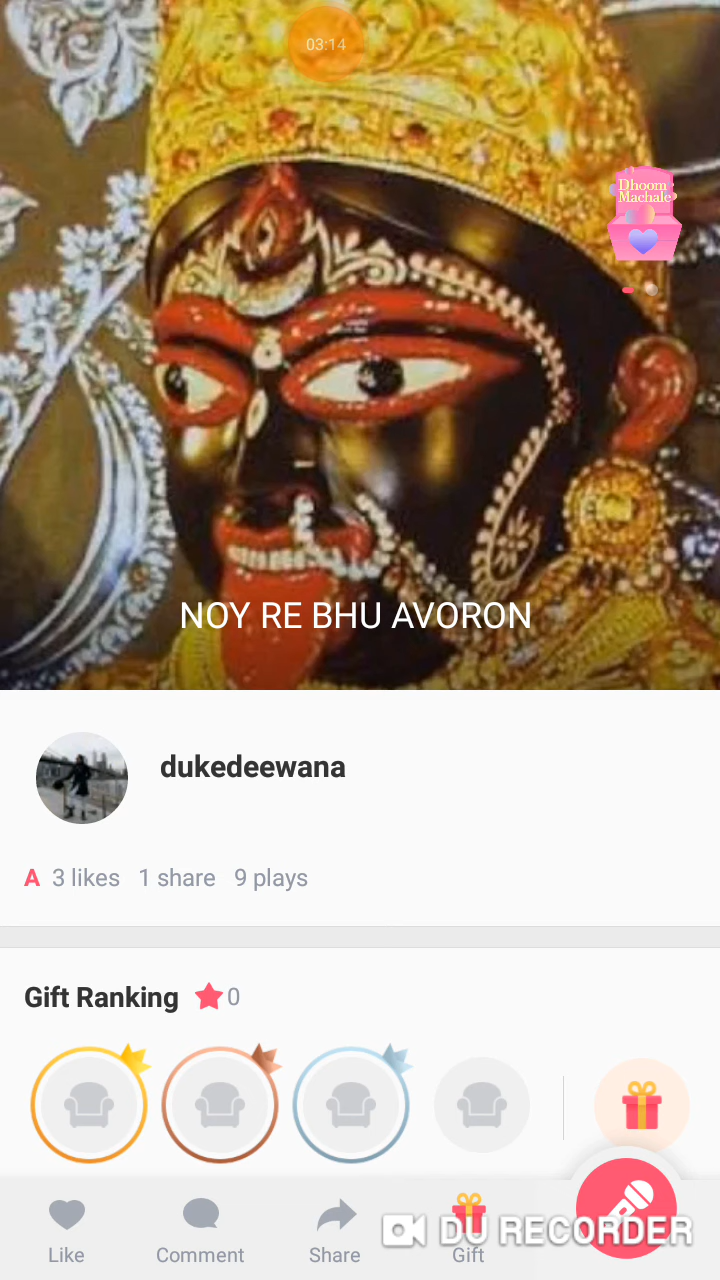 03:14
Dhoom
Machale
NOY RE BHU AVORON
dukedeewana
A 3 likes 1 share 9 plays
Gift Ranking 0
Like Comment Share Gift
DU RECORDER